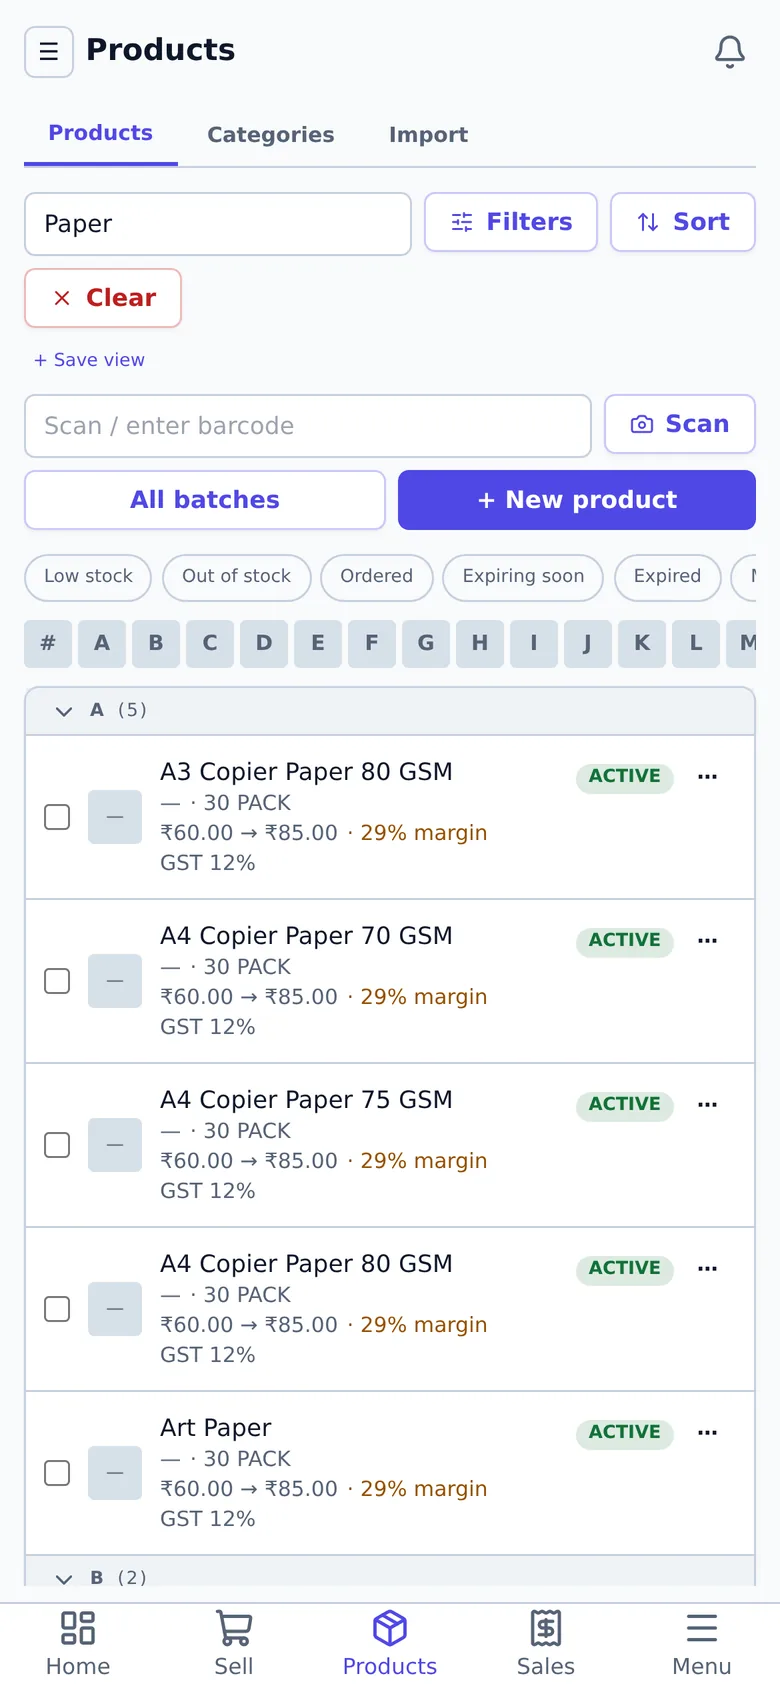 ☰ Products
Products Categories Import
Paper Filters Sort
Clear
+ Save view
Scan / enter barcode Scan
All batches + New product
Low stock Out of stock Ordered Expiring soon Expired
# A B C D E F G H I J K L M
A (5)
A3 Copier Paper 80 GSM ACTIVE ...
— · 30 PACK
—
₹60.00 → ₹85.00 · 29% margin
GST 12%
A4 Copier Paper 70 GSM ACTIVE ...
— · 30 PACK
—
₹60.00 → ₹85.00 · 29% margin
GST 12%
A4 Copier Paper 75 GSM ACTIVE ...
— · 30 PACK
—
₹60.00 → ₹85.00 · 29% margin
GST 12%
A4 Copier Paper 80 GSM ACTIVE ...
— · 30 PACK
—
₹60.00 → ₹85.00 · 29% margin
GST 12%
Art Paper ACTIVE ...
— · 30 PACK
—
₹60.00 → ₹85.00 · 29% margin
GST 12%
B (2)
Home Sell Products Sales Menu